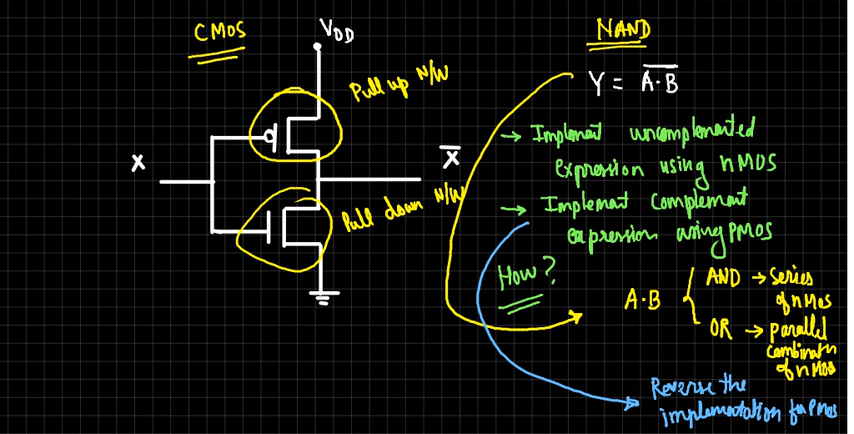 CMOS
VDD
Pull up N/W
X
X̅
Pull down N/W
NAND
Y = A̅·̅B̅
→ Implement uncomplemented
expression using nMOS
→ Implement complement
expression using PMOS
How?
A·B
AND → series
of nMos
OR → parallel
combinatn
of nMOS
Reverse the
implementation for PMos